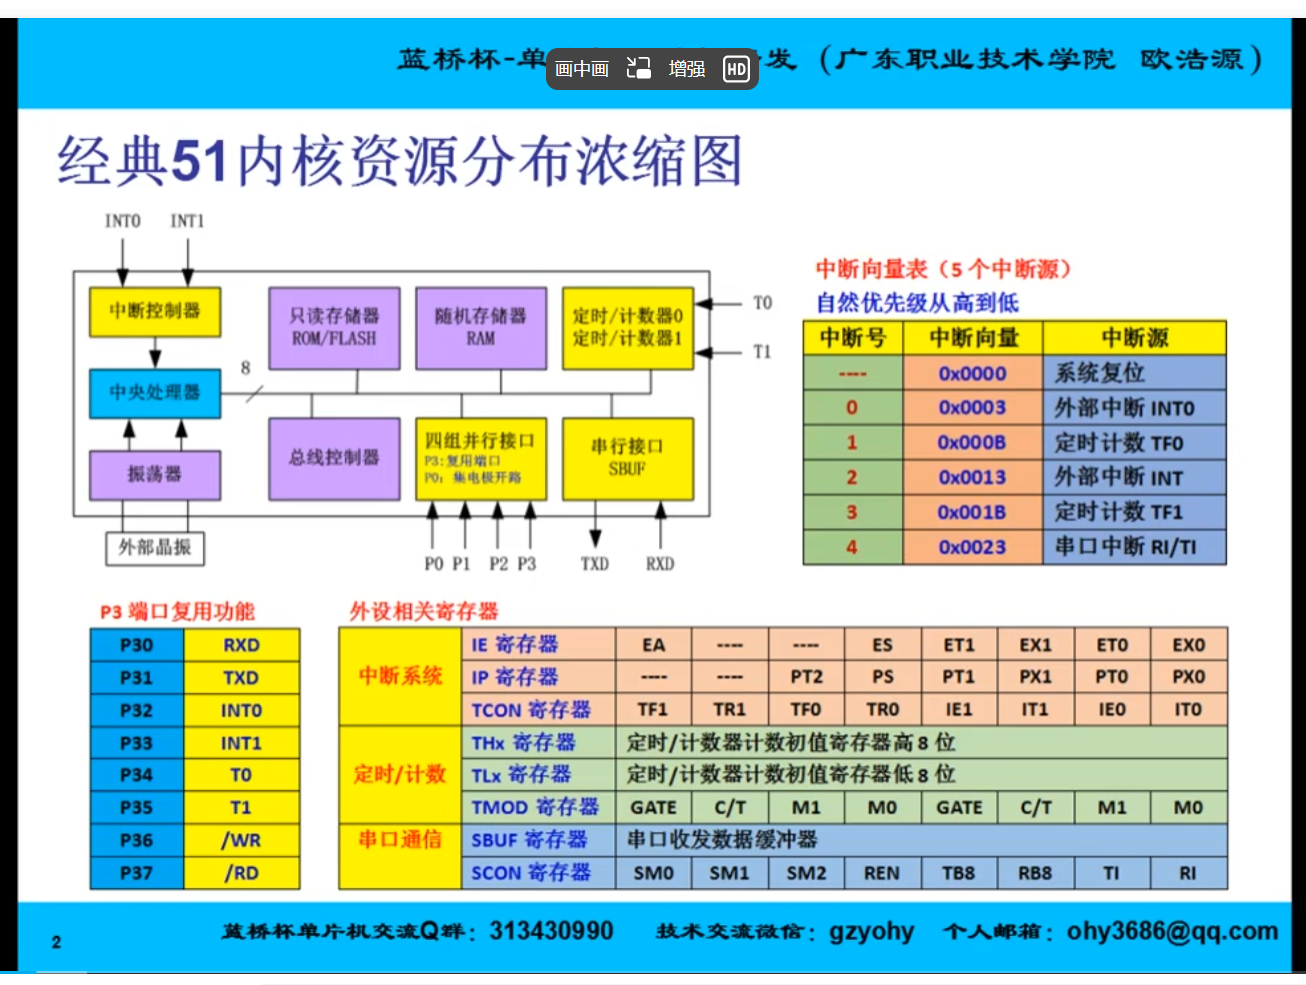 蓝桥杯-单
发（广东职业技术学院 欧浩源）
画中画 增强 HD
经典51内核资源分布浓缩图
INT0 INT1
中断控制器
只读存储器
ROM/FLASH
随机存储器
RAM
定时/计数器0
定时/计数器1
T0
T1
8
中央处理器
振荡器
外部晶振
总线控制器
四组并行接口
P3:复用端口
P0: 集电极开路
串行接口
SBUF
P0 P1 P2 P3 TXD RXD
中断向量表（5 个中断源）
自然优先级从高到低
中断号 中断向量 中断源
---- 0x0000 系统复位
0 0x0003 外部中断 INT0
1 0x000B 定时计数 TF0
2 0x0013 外部中断 INT
3 0x001B 定时计数 TF1
4 0x0023 串口中断 RI/TI
P3 端口复用功能
P30 RXD
P31 TXD
P32 INT0
P33 INT1
P34 T0
P35 T1
P36 /WR
P37 /RD
外设相关寄存器
中断系统
IE 寄存器 EA ---- ---- ES ET1 EX1 ET0 EX0
IP 寄存器 ---- ---- PT2 PS PT1 PX1 PT0 PX0
TCON 寄存器 TF1 TR1 TF0 TR0 IE1 IT1 IE0 IT0
定时/计数
THx 寄存器 定时/计数器计数初值寄存器高 8 位
TLx 寄存器 定时/计数器计数初值寄存器低 8 位
TMOD 寄存器 GATE C/T M1 M0 GATE C/T M1 M0
串口通信
SBUF 寄存器 串口收发数据缓冲器
SCON 寄存器 SM0 SM1 SM2 REN TB8 RB8 TI RI
2
蓝桥杯单片机交流Q群：313430990 技术交流微信：gzyohy 个人邮箱：ohy3686@qq.com